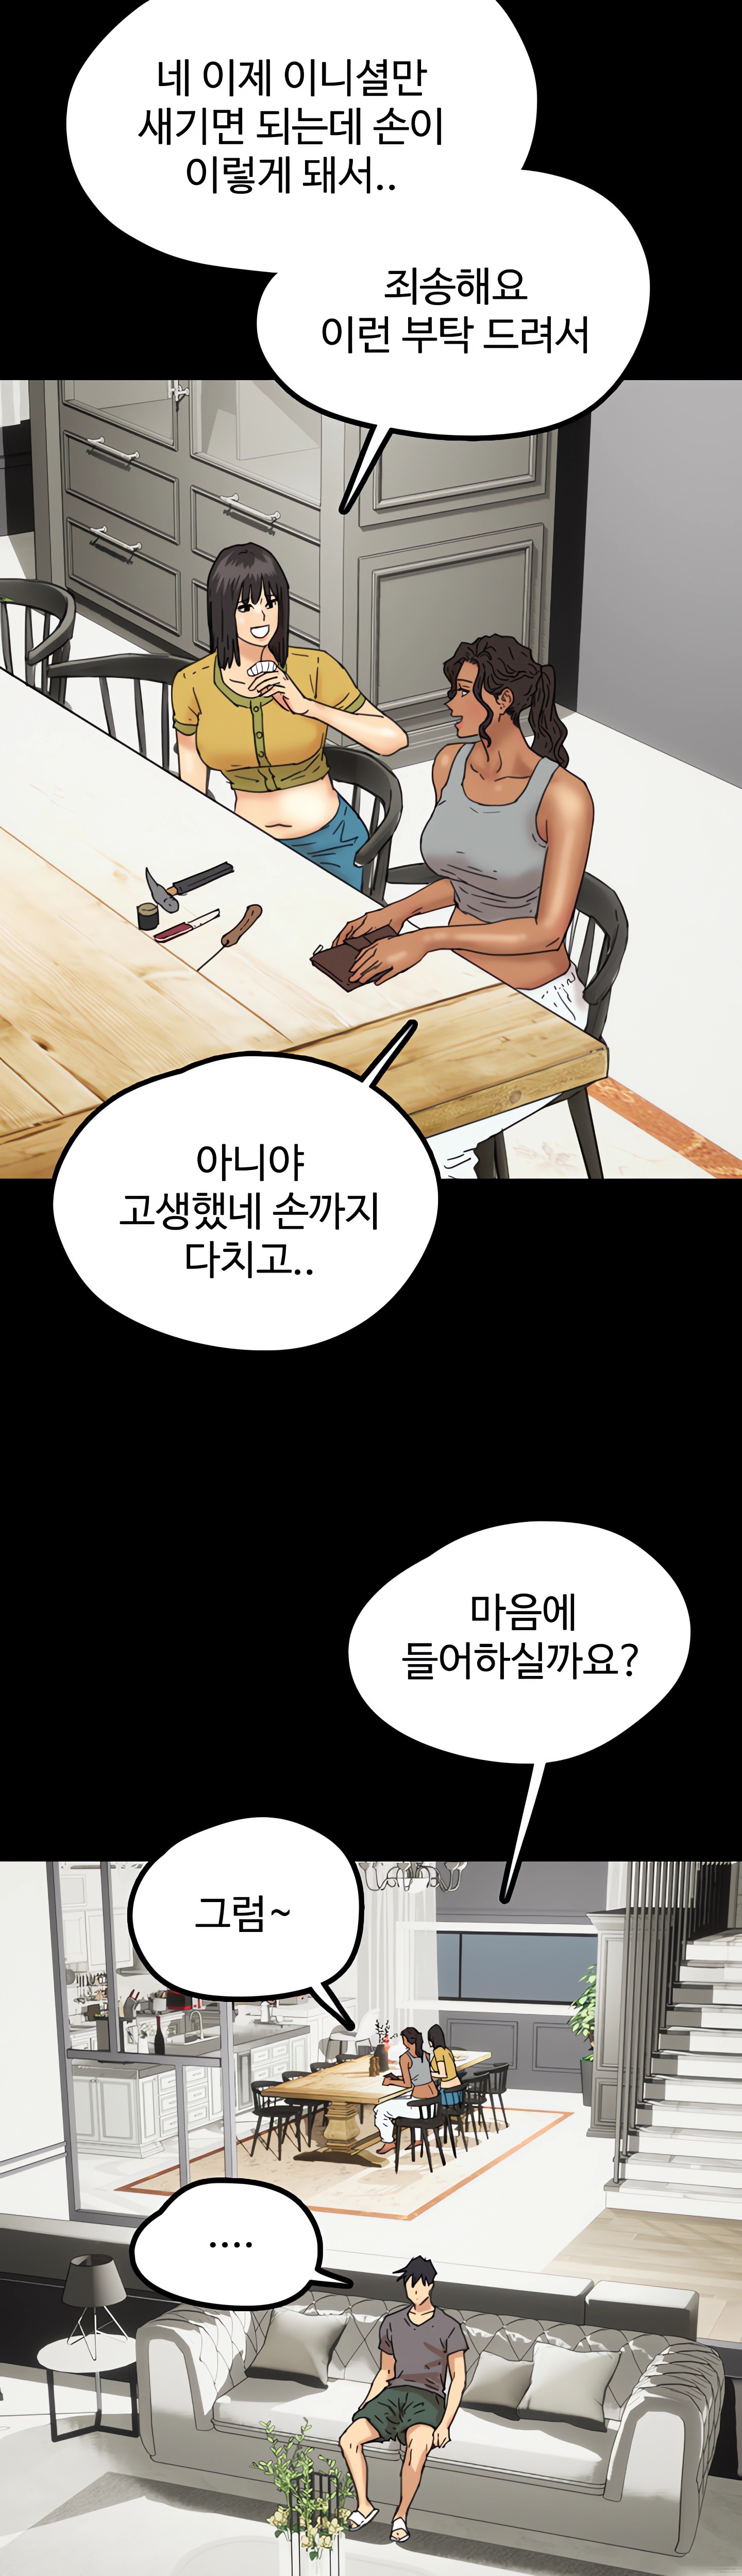 네 이제 이니셜만
새기면 되는데 손이
이렇게 돼서..
죄송해요
이런 부탁 드려서
아니야
고생했네 손까지
다치고..
마음에
들어하실까요?
그럼~
....